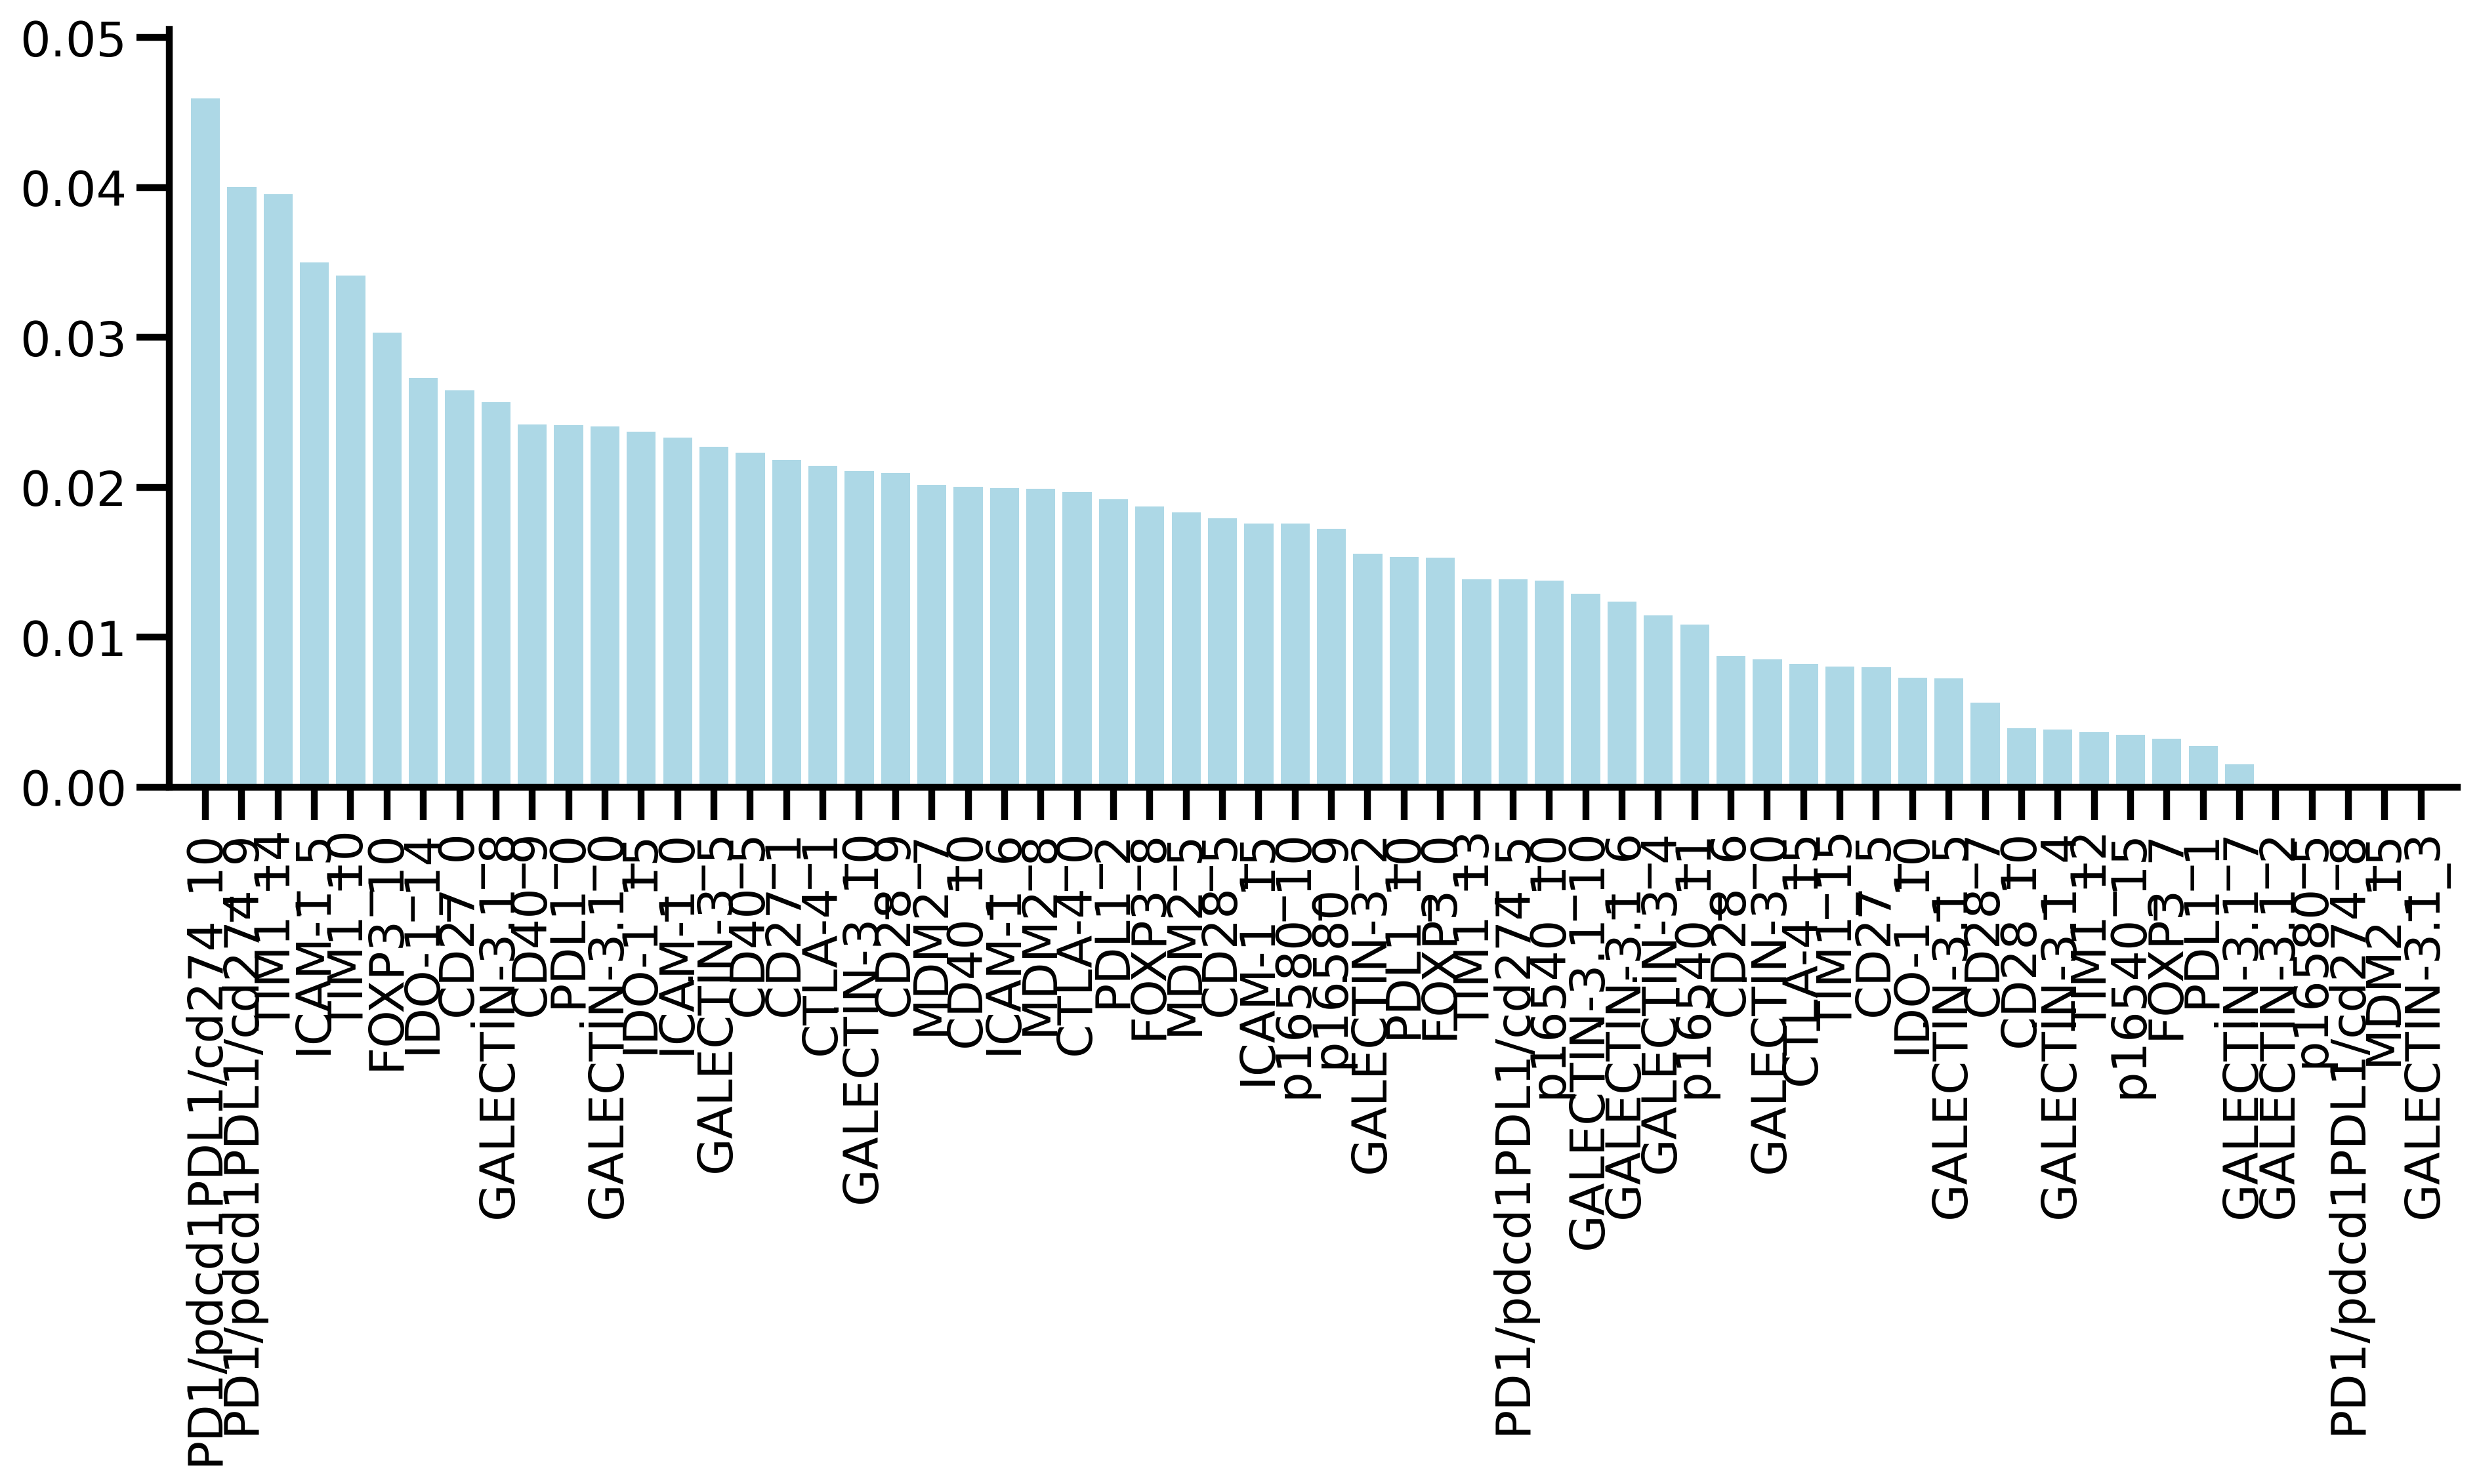 0.05
0.04
0.03
0.02
0.01
0.00
PD1/pdcd1PDL1/cd274_10
PD1/pdcd1PDL1/cd274_9
TIM1_14
ICAM-1_5
TIM1_10
FOXP3_10
IDO-1_14
CD27_0
GALECTIN-3.1_8
CD40_9
PDL1_0
GALECTIN-3.1_0
IDO-1_15
ICAM-1_0
GALECTIN-3_5
CD40_5
CD27_1
CTLA-4_1
GALECTIN-3_10
CD28_9
MDM2_7
CD40_10
ICAM-1_6
MDM2_8
CTLA-4_0
PDL1_2
FOXP3_8
MDM2_5
CD28_5
ICAM-1_15
p16580_10
p16580_9
GALECTIN-3_2
PDL1_10
FOXP3_0
TIM1_13
PD1/pdcd1PDL1/cd274_5
p16540_10
GALECTIN-3.1_10
GALECTIN-3.1_6
GALECTIN-3_4
p16540_11
CD28_6
GALECTIN-3_0
CTLA-4_15
TIM1_15
CD27_5
IDO-1_10
GALECTIN-3.1_5
CD28_7
CD28_10
GALECTIN-3.1_4
TIM1_12
p16540_15
FOXP3_7
PDL1_1
GALECTIN-3.1_7
GALECTIN-3.1_2
p16580_5
PD1/pdcd1PDL1/cd274_8
MDM2_15
GALECTIN-3.1_3